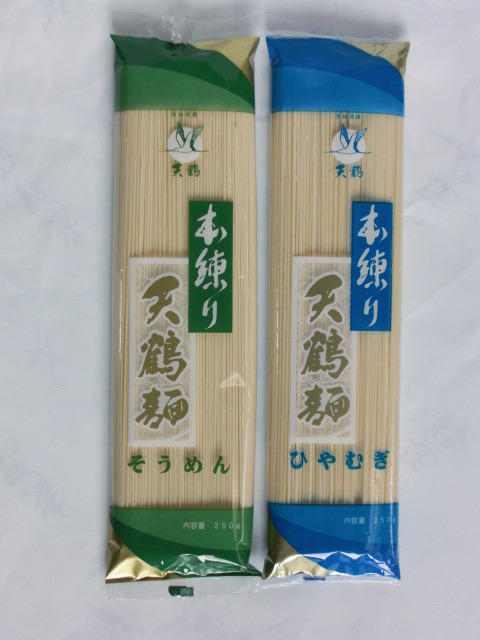 天鶴
本練り
天鶴麺
そうめん
内容量 250g
天鶴
本練り
天鶴麺
ひやむぎ
内容量 250g